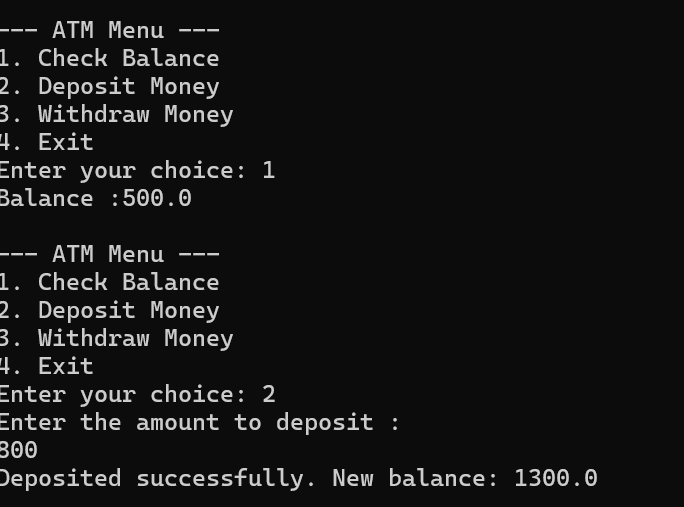 --- ATM Menu ---
1. Check Balance
2. Deposit Money
3. Withdraw Money
4. Exit
Enter your choice: 1
Balance :500.0

--- ATM Menu ---
1. Check Balance
2. Deposit Money
3. Withdraw Money
4. Exit
Enter your choice: 2
Enter the amount to deposit :
800
Deposited successfully. New balance: 1300.0